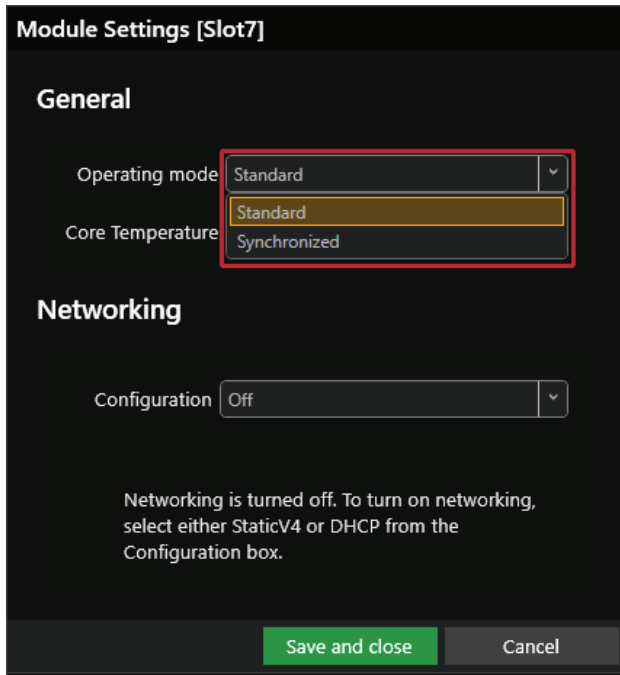 Module Settings [Slot7]
General
Operating mode Standard
Standard
Core Temperature
Synchronized
Networking
Configuration Off
Networking is turned off. To turn on networking,
select either StaticV4 or DHCP from the
Configuration box.
Save and close Cancel